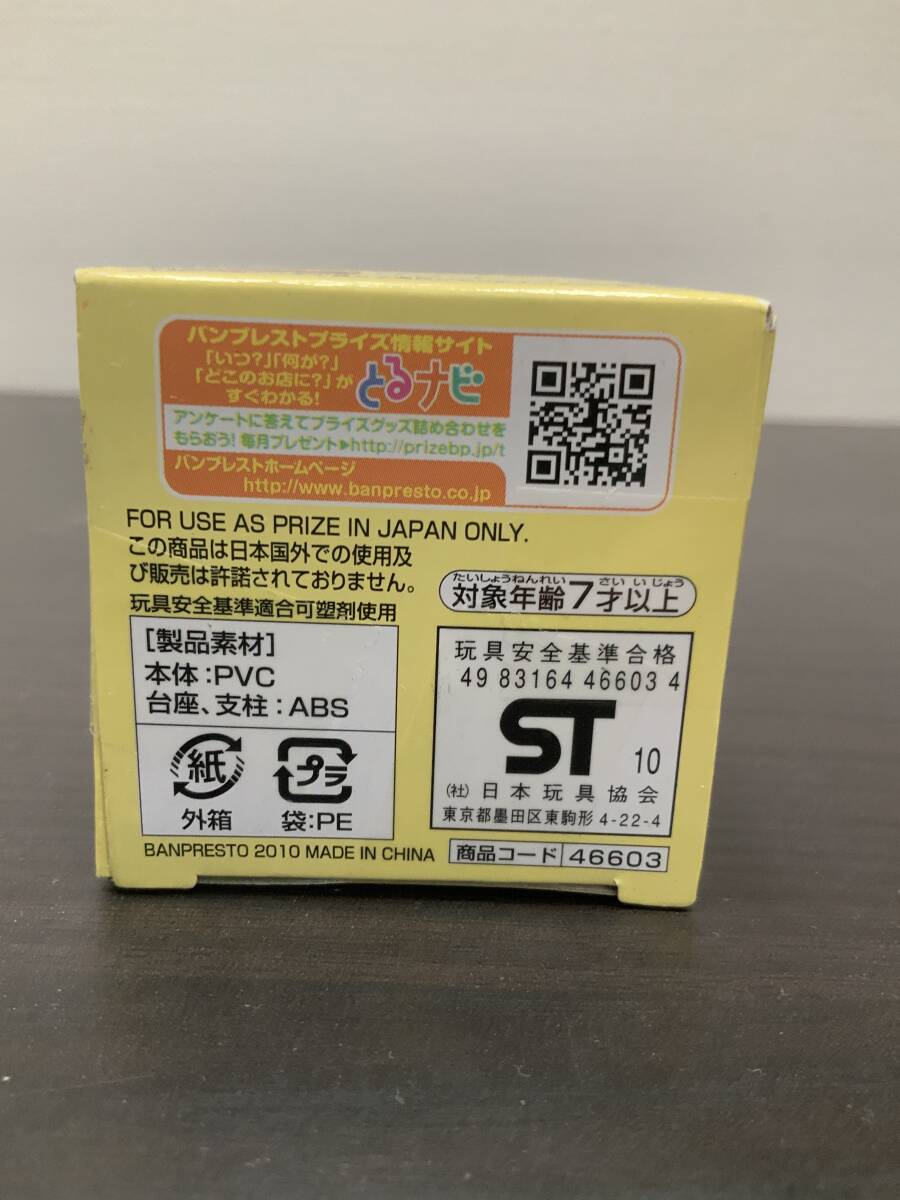 バンプレストプライズ情報サイト
「いつ?」「何が?」
「どこのお店に?」が
すぐわかる!
とるナビ
アンケートに答えてプライズグッズ詰め合わせを
もらおう! 毎月プレゼント▶http://prizebp.jp/t
バンプレストホームページ
http://www.banpresto.co.jp
FOR USE AS PRIZE IN JAPAN ONLY.
この商品は日本国外での使用及
び販売は許諾されておりません。
玩具安全基準適合可塑剤使用
たいしょうねんれい さいいじょう
対象年齢7才以上
[製品素材]
本体:PVC
台座、支柱:ABS
紙
外箱
プラ
袋:PE
玩具安全基準合格
49 83164 46603 4
ST
10
(社)日本玩具協会
東京都墨田区東駒形 4-22-4
BANPRESTO 2010 MADE IN CHINA
商品コード 46603